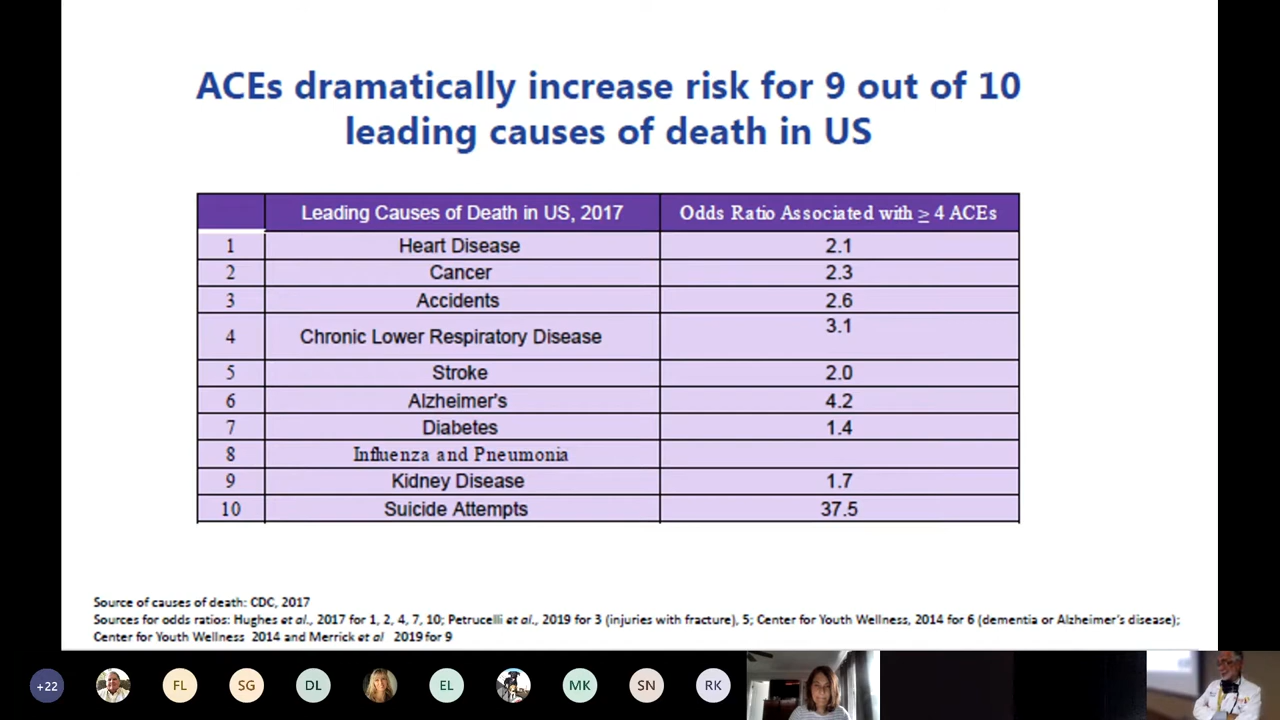 ACEs dramatically increase risk for 9 out of 10
leading causes of death in US
Leading Causes of Death in US, 2017 Odds Ratio Associated with ≥ 4 ACEs
1 Heart Disease 2.1
2 Cancer 2.3
3 Accidents 2.6
4 Chronic Lower Respiratory Disease 3.1
5 Stroke 2.0
6 Alzheimer's 4.2
7 Diabetes 1.4
8 Influenza and Pneumonia
9 Kidney Disease 1.7
10 Suicide Attempts 37.5
Source of causes of death: CDC, 2017
Sources for odds ratios: Hughes et al., 2017 for 1, 2, 4, 7, 10; Petrucelli et al., 2019 for 3 (injuries with fracture), 5; Center for Youth Wellness, 2014 for 6 (dementia or Alzheimer's disease);
Center for Youth Wellness 2014 and Merrick et al 2019 for 9
+22 FL SG DL EL MK SN RK